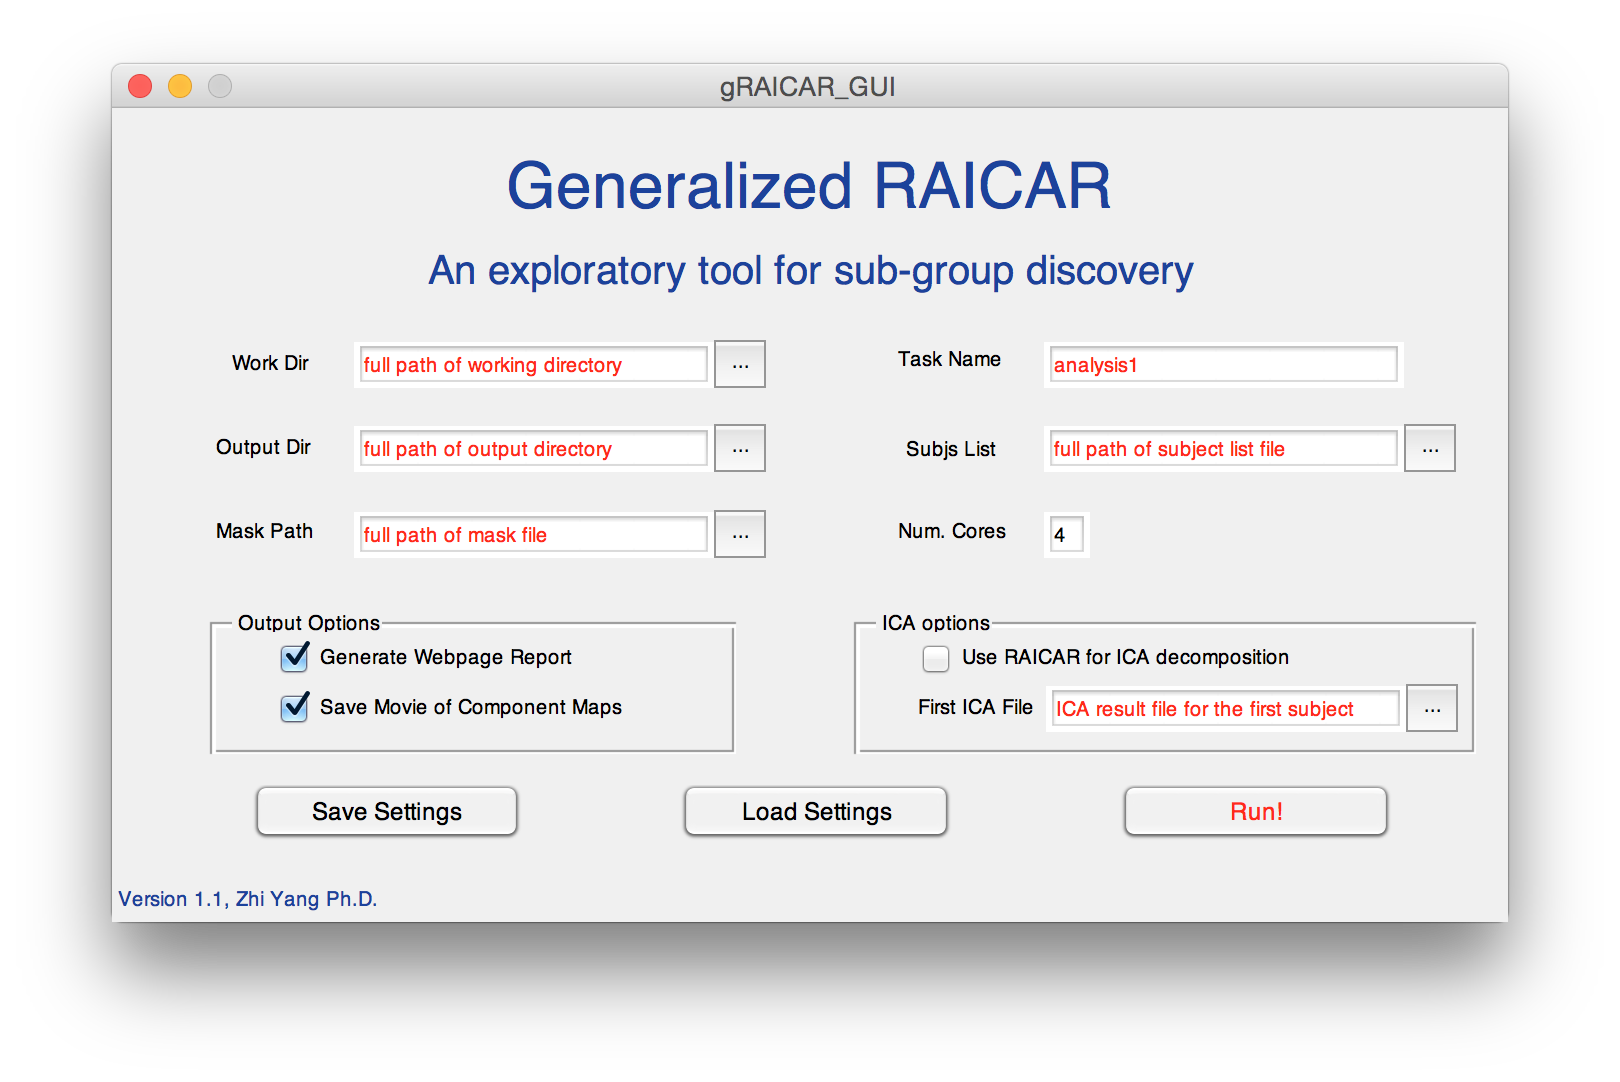 gRAICAR_GUI
Generalized RAICAR
An exploratory tool for sub-group discovery
Work Dir full path of working directory ... Task Name analysis1
Output Dir full path of output directory ... Subjs List full path of subject list file ...
Mask Path full path of mask file ... Num. Cores 4
Output Options
Generate Webpage Report
Save Movie of Component Maps
ICA options
Use RAICAR for ICA decomposition
First ICA File ICA result file for the first subject ...
Save Settings Load Settings Run!
Version 1.1, Zhi Yang Ph.D.